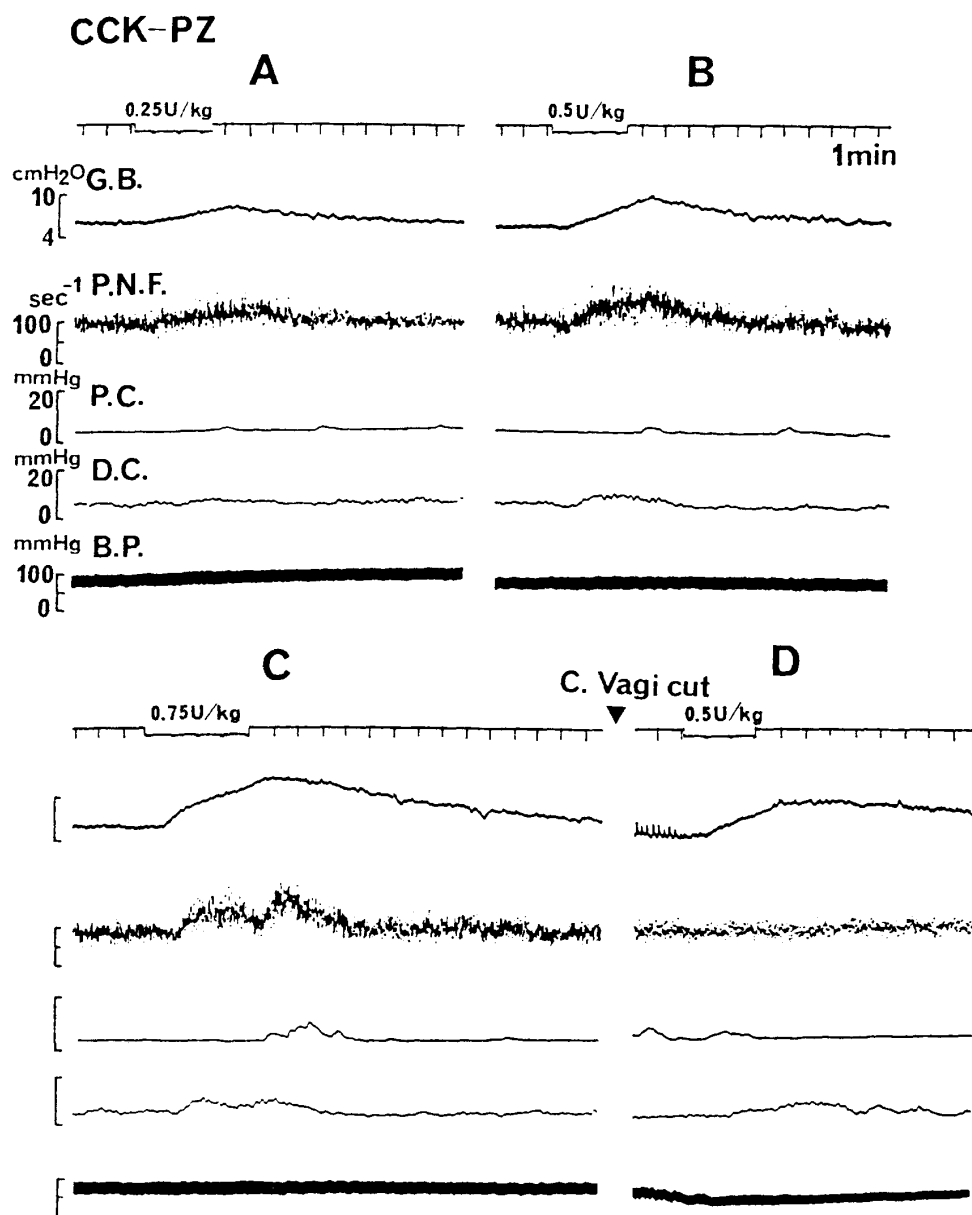 CCK-PZ
A
B
0.25U/kg
0.5U/kg
1min
cmH2O G.B.
10
4
sec-1 P.N.F.
100
0
mmHg
P.C.
20
0
mmHg
D.C.
20
0
mmHg B.P.
100
0
C
D
C. Vagi cut
0.75U/kg
0.5U/kg